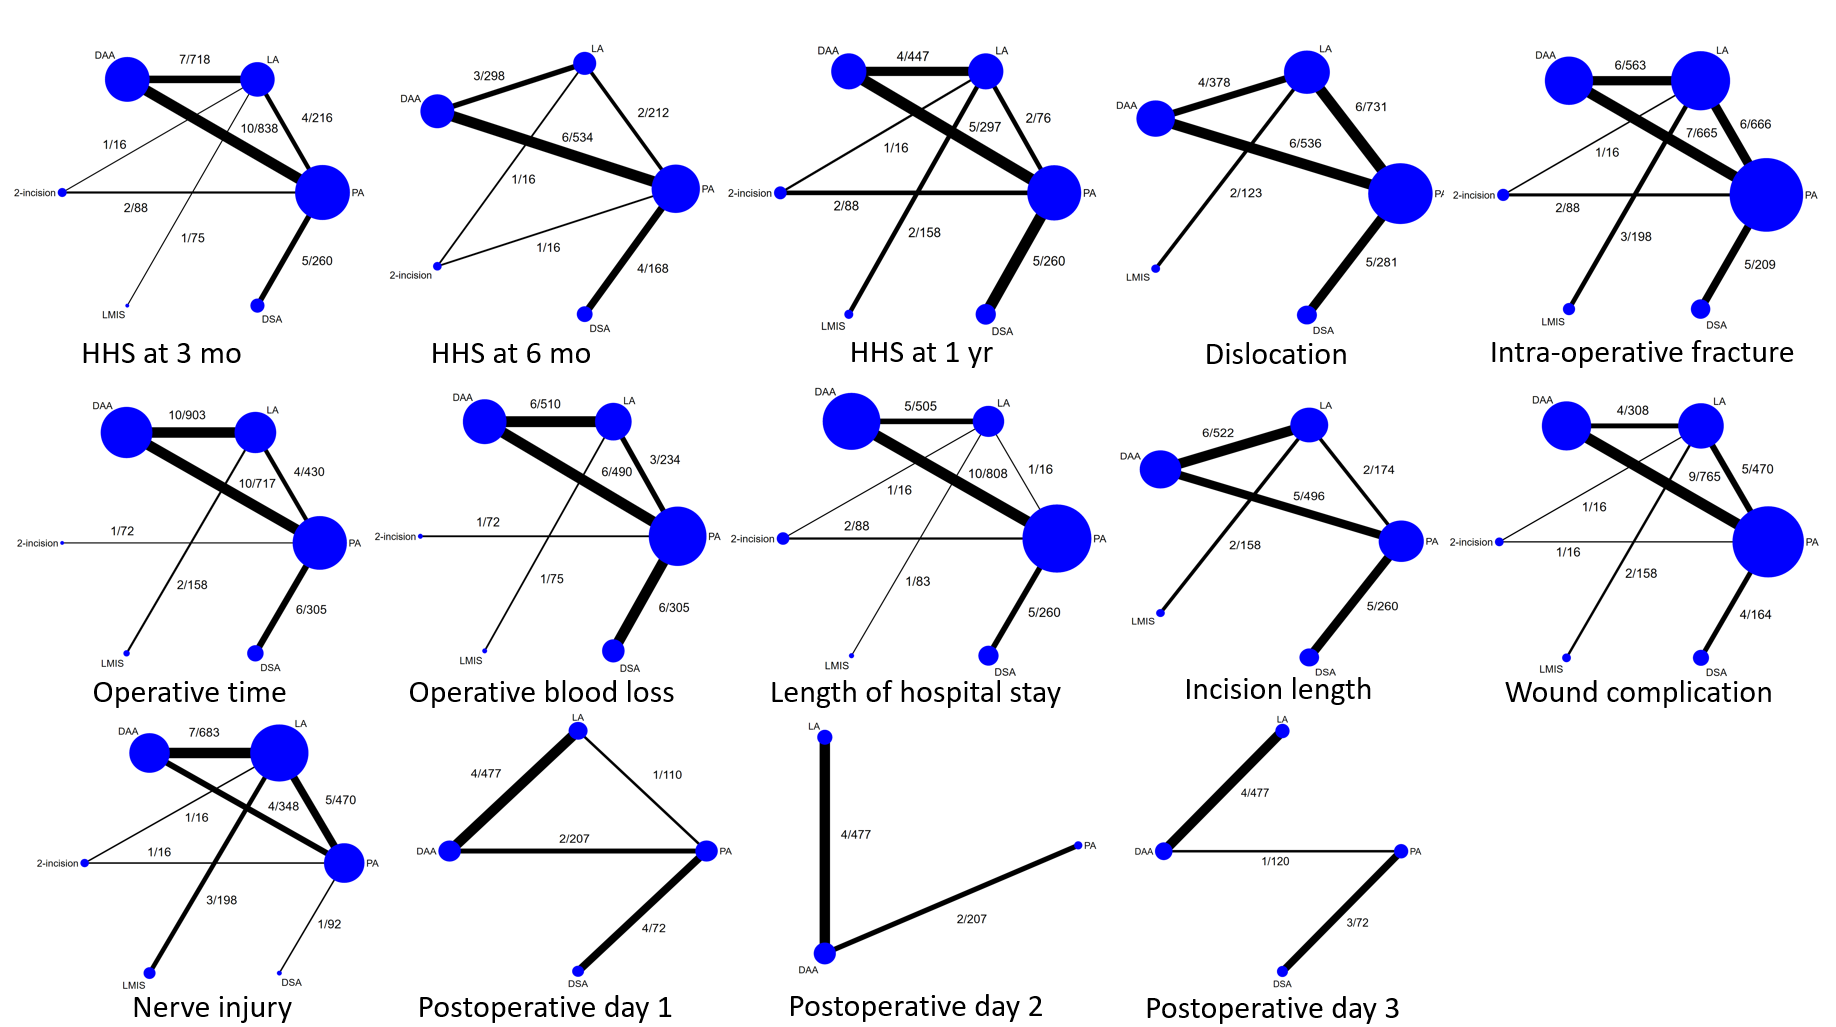 DAA
7/718
LA
4/216
10/838
1/16
2-incision
PA
2/88
1/75
5/260
LMIS
DSA
HHS at 3 mo
LA
3/298
DAA
2/212
6/534
1/16
PA
1/16
2-incision
4/168
DSA
HHS at 6 mo
DAA
4/447
LA
2/76
5/297
1/16
2-incision
PA
2/88
2/158
5/260
LMIS
DSA
HHS at 1 yr
LA
4/378
DAA
6/731
6/536
2/123
PA
5/281
LMIS
DSA
Dislocation
LA
DAA
6/563
6/666
7/665
1/16
2-incision
PA
2/88
3/198
5/209
LMIS
DSA
Intra-operative fracture
DAA
10/903
LA
4/430
10/717
1/72
2-incision
PA
2/158
6/305
LMIS
DSA
Operative time
DAA
6/510
LA
3/234
6/490
1/72
2-incision
PA
1/75
6/305
LMIS
DSA
Operative blood loss
DAA
5/505
LA
1/16
10/808
1/16
2/88
2-incision
PA
1/83
5/260
LMIS
DSA
Length of hospital stay
LA
6/522
DAA
2/174
5/496
PA
2/158
5/260
LMIS
DSA
Incision length
DAA
4/308
LA
5/470
9/765
1/16
2-incision
PA
1/16
2/158
4/164
LMIS
DSA
Wound complication
LA
DAA
7/683
5/470
4/348
1/16
1/16
2-incision
PA
3/198
1/92
LMIS
DSA
Nerve injury
LA
4/477
1/110
2/207
DAA
PA
4/72
DSA
Postoperative day 1
LA
4/477
PA
2/207
DAA
Postoperative day 2
LA
4/477
DAA
PA
1/120
3/72
DSA
Postoperative day 3